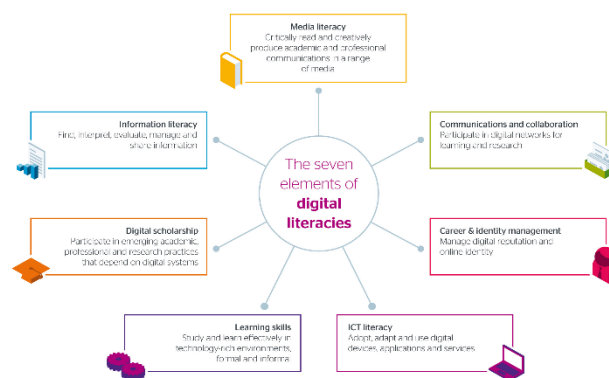 Media literacy
Critically read and creatively
produce academic and professional
communications in a range
of media
Information literacy
Find, interpret, evaluate, manage and
share information
Communications and collaboration
Participate in digital networks for
learning and research
The seven
elements of
digital
literacies
Digital scholarship
Participate in emerging academic,
professional and research practices
that depend on digital systems
Career & identity management
Manage digital reputation and
online identity
Learning skills
Study and learn effectively in
technology-rich environments,
formal and informal
ICT literacy
Adopt, adapt and use digital
devices, applications and services